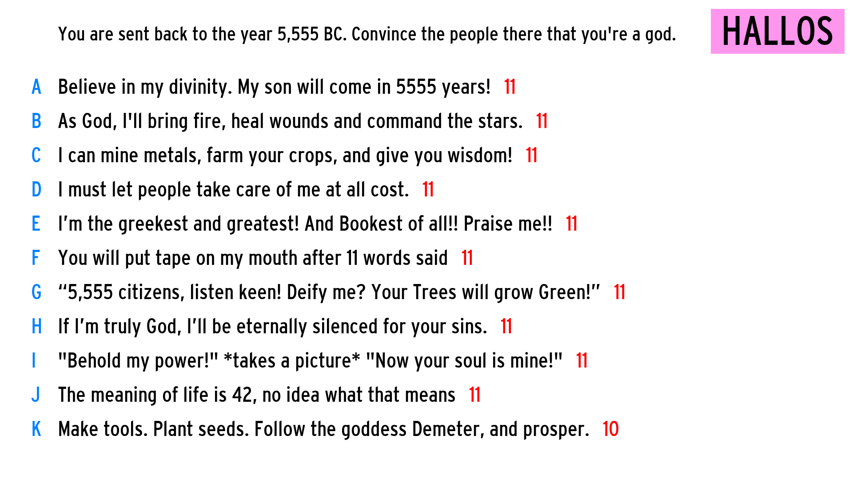 You are sent back to the year 5,555 BC. Convince the people there that you're a god.
HALLOS
A Believe in my divinity. My son will come in 5555 years! 11
B As God, I'll bring fire, heal wounds and command the stars. 11
C I can mine metals, farm your crops, and give you wisdom! 11
D I must let people take care of me at all cost. 11
E I’m the greekest and greatest! And Bookest of all!! Praise me!! 11
F You will put tape on my mouth after 11 words said 11
G “5,555 citizens, listen keen! Deify me? Your Trees will grow Green!” 11
H If I’m truly God, I’ll be eternally silenced for your sins. 11
I "Behold my power!" *takes a picture* "Now your soul is mine!" 11
J The meaning of life is 42, no idea what that means 11
K Make tools. Plant seeds. Follow the goddess Demeter, and prosper. 10